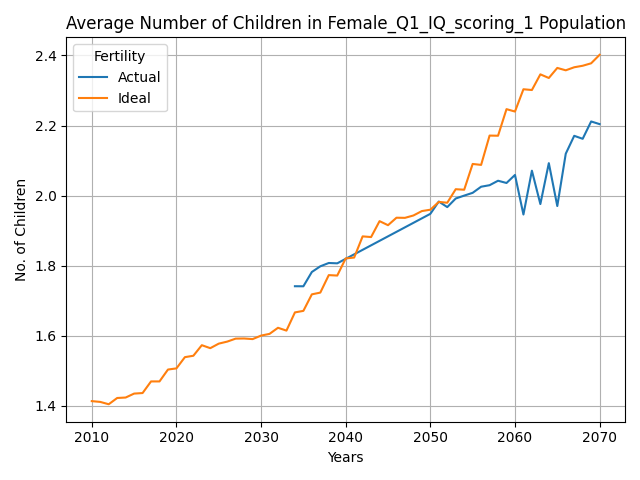 Average Number of Children in Female_Q1_IQ_scoring_1 Population
Fertility
Actual
Ideal
No. of Children
2.4
2.2
2.0
1.8
1.6
1.4
2010 2020 2030 2040 2050 2060 2070
Years